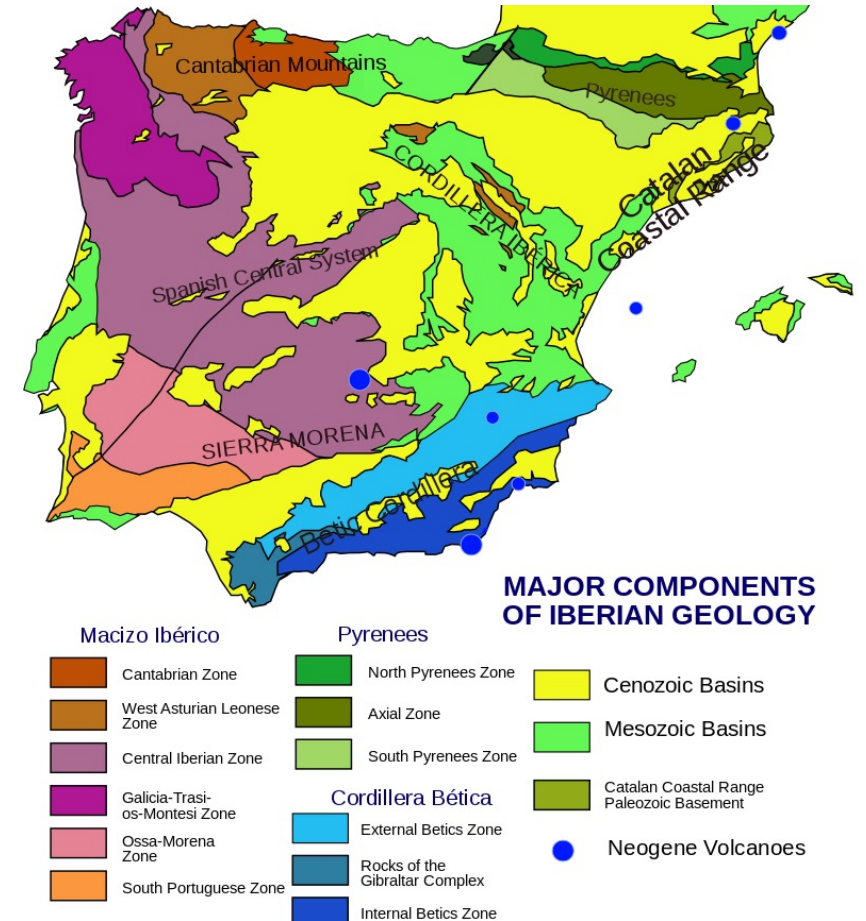 Cantabrian Mountains
Pyrenees
CORDILLERA IBÉRICA
Catalan
Coastal Range
Spanish Central System
SIERRA MORENA
Betic Cordillera
MAJOR COMPONENTS
OF IBERIAN GEOLOGY
Macizo Ibérico
Cantabrian Zone
West Asturian Leonese
Zone
Central Iberian Zone
Galicia-Trasi-
os-Montesi Zone
Ossa-Morena
Zone
South Portuguese Zone
Pyrenees
North Pyrenees Zone
Axial Zone
South Pyrenees Zone
Cordillera Bética
External Betics Zone
Rocks of the
Gibraltar Complex
Internal Betics Zone
Cenozoic Basins
Mesozoic Basins
Catalan Coastal Range
Paleozoic Basement
Neogene Volcanoes